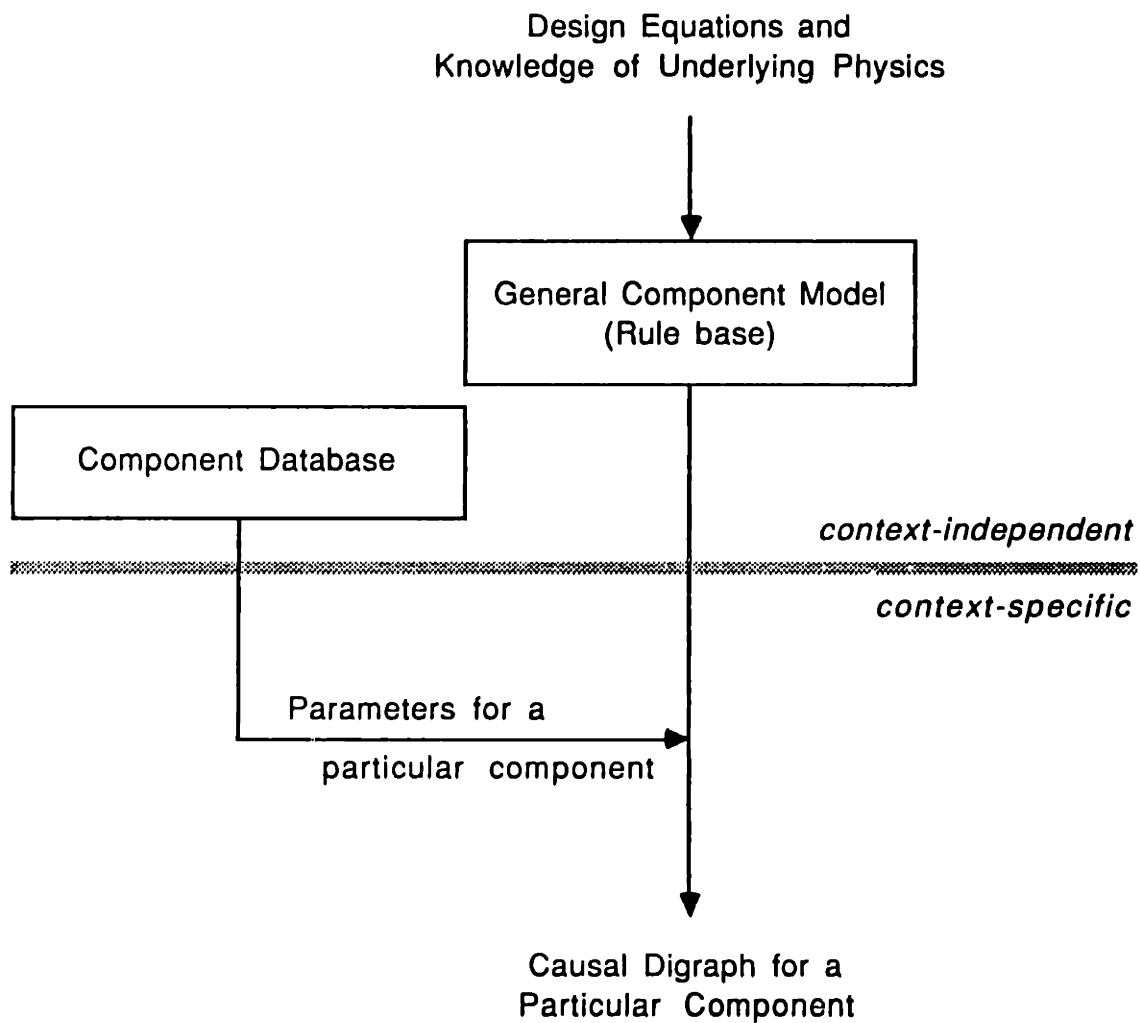 Design Equations and
Knowledge of Underlying Physics
General Component Model
(Rule base)
Component Database
context-independent
context-specific
Parameters for a
particular component
Causal Digraph for a
Particular Component